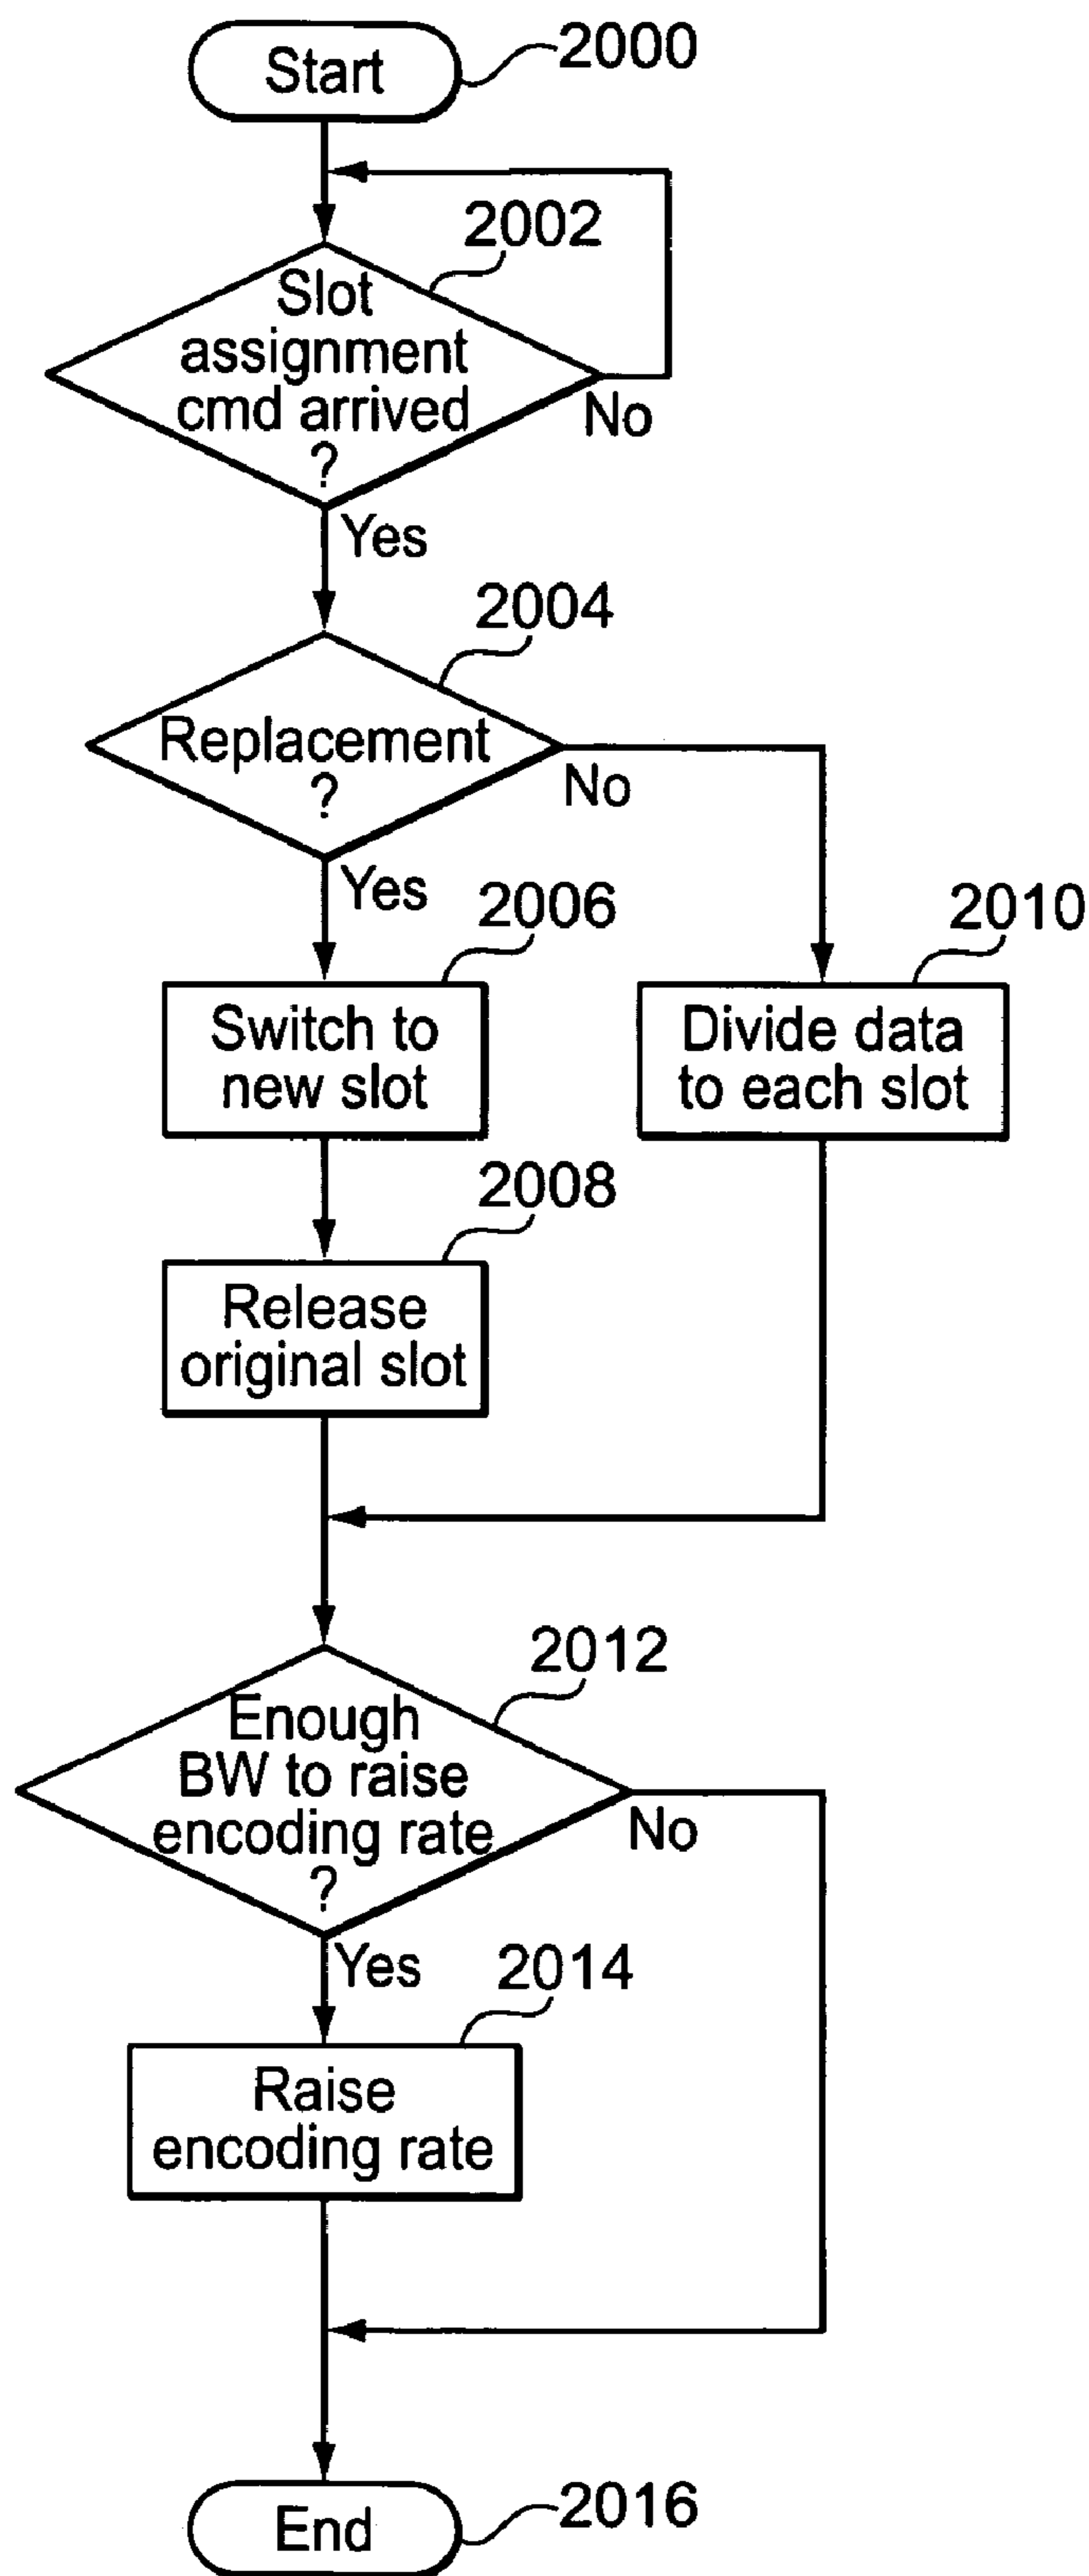 Start
2000
2002
Slot
assignment
cmd arrived
?
No
Yes
2004
Replacement
?
No
Yes
2006
Switch to
new slot
2010
Divide data
to each slot
2008
Release
original slot
2012
Enough
BW to raise
encoding rate
?
No
Yes
2014
Raise
encoding rate
End
2016